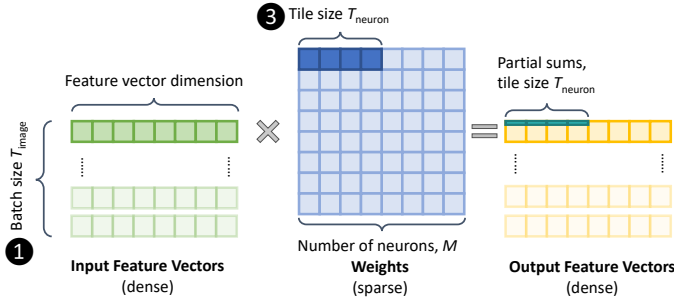 3 Tile size T_neuron
Feature vector dimension
Partial sums,
tile size T_neuron
Batch size T_image
1
Number of neurons, M
Input Feature Vectors
(dense)
Weights
(sparse)
Output Feature Vectors
(dense)